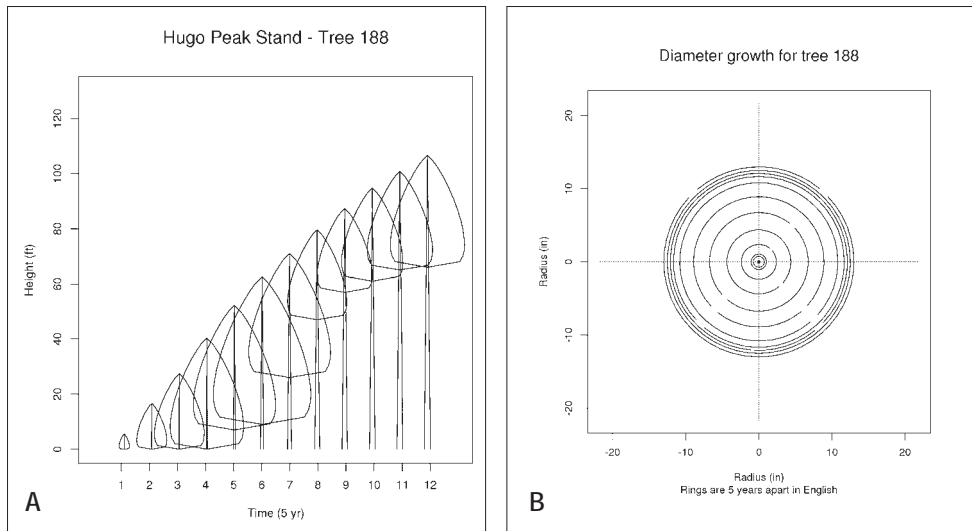 Hugo Peak Stand - Tree 188
Height (ft)
120
100
80
60
40
20
0
1 2 3 4 5 6 7 8 9 10 11 12
Time (5 yr)
A
Diameter growth for tree 188
Radius (in)
20
10
0
-10
-20
-20 -10 0 10 20
Radius (in)
Rings are 5 years apart in English
B